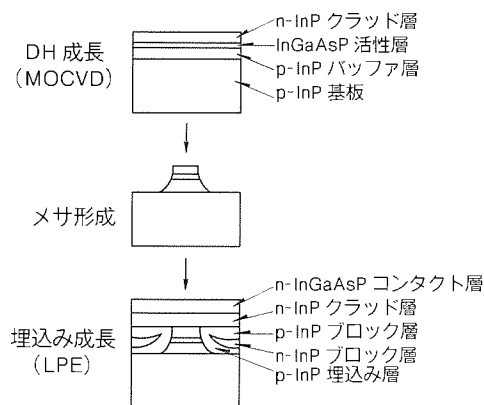 n-InP クラッド層
InGaAsP 活性層
p-InP バッファ層
p-InP 基板
DH 成長
(MOCVD)
メサ形成
n-InGaAsP コンタクト層
n-InP クラッド層
p-InP ブロック層
n-InP ブロック層
p-InP 埋込み層
埋込み成長
(LPE)